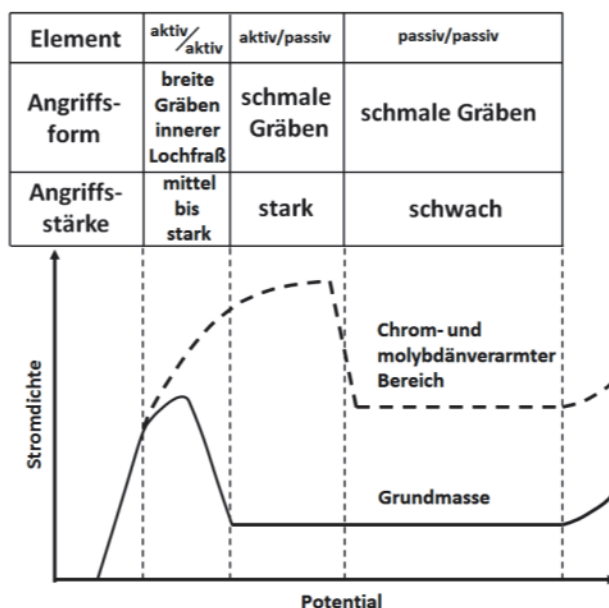 Element
aktiv/aktiv
aktiv/passiv
passiv/passiv
Angriffs-
form
breite
Gräben
innerer
Lochfraß
schmale
Gräben
schmale Gräben
Angriffs-
stärke
mittel
bis
stark
stark
schwach
Stromdichte
Chrom- und
molybdänverarmter
Bereich
Grundmasse
Potential